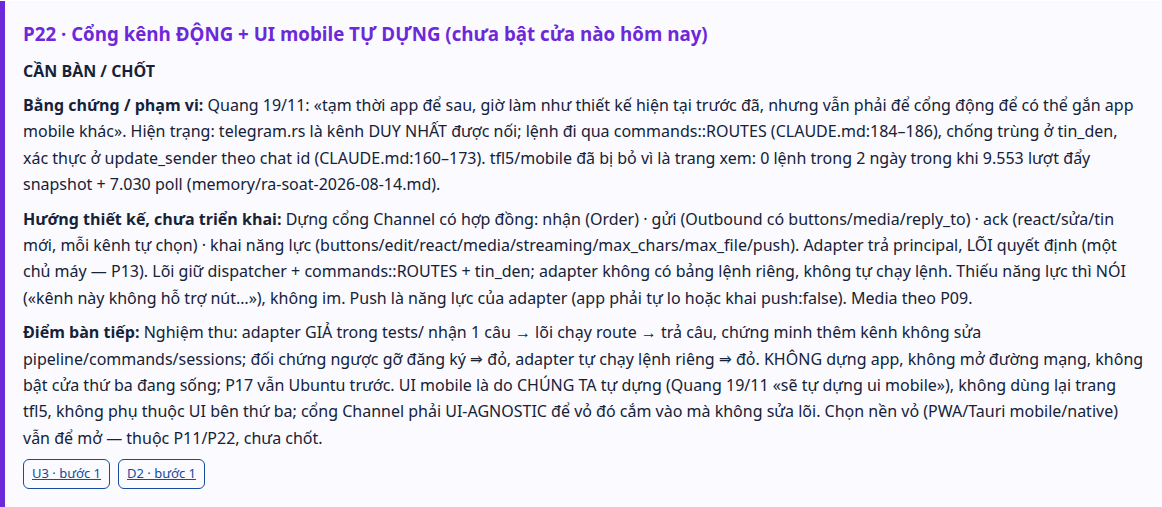 P22 · Cổng kênh ĐỘNG + UI mobile TỰ DỰNG (chưa bật cửa nào hôm nay)
CẦN BÀN / CHỐT
Bằng chứng / phạm vi: Quang 19/11: «tạm thời app để sau, giờ làm như thiết kế hiện tại trước đã, nhưng vẫn phải để cổng động để có thể gắn app
mobile khác». Hiện trạng: telegram.rs là kênh DUY NHẤT được nối; lệnh đi qua commands::ROUTES (CLAUDE.md:184–186), chống trùng ở tin_den,
xác thực ở update_sender theo chat id (CLAUDE.md:160–173). tfl5/mobile đã bị bỏ vì là trang xem: 0 lệnh trong 2 ngày trong khi 9.553 lượt đẩy
snapshot + 7.030 poll (memory/ra-soat-2026-08-14.md).
Hướng thiết kế, chưa triển khai: Dựng cổng Channel có hợp đồng: nhận (Order) · gửi (Outbound có buttons/media/reply_to) · ack (react/sửa/tin
mới, mỗi kênh tự chọn) · khai năng lực (buttons/edit/react/media/streaming/max_chars/max_file/push). Adapter trả principal, LÕI quyết định (một
chủ máy — P13). Lõi giữ dispatcher + commands::ROUTES + tin_den; adapter không có bảng lệnh riêng, không tự chạy lệnh. Thiếu năng lực thì NÓI
(«kênh này không hỗ trợ nút…»), không im. Push là năng lực của adapter (app phải tự lo hoặc khai push:false). Media theo P09.
Điểm bàn tiếp: Nghiệm thu: adapter GIẢ trong tests/ nhận 1 câu → lõi chạy route → trả câu, chứng minh thêm kênh không sửa
pipeline/commands/sessions; đối chứng ngược gỡ đăng ký ⇒ đỏ, adapter tự chạy lệnh riêng ⇒ đỏ. KHÔNG dựng app, không mở đường mạng, không
bật cửa thứ ba đang sống; P17 vẫn Ubuntu trước. UI mobile là do CHÚNG TA tự dựng (Quang 19/11 «sẽ tự dựng ui mobile»), không dùng lại trang
tfl5, không phụ thuộc UI bên thứ ba; cổng Channel phải UI-AGNOSTIC để vỏ đó cắm vào mà không sửa lõi. Chọn nền vỏ (PWA/Tauri mobile/native)
vẫn để mở — thuộc P11/P22, chưa chốt.
U3 · bước 1
D2 · bước 1